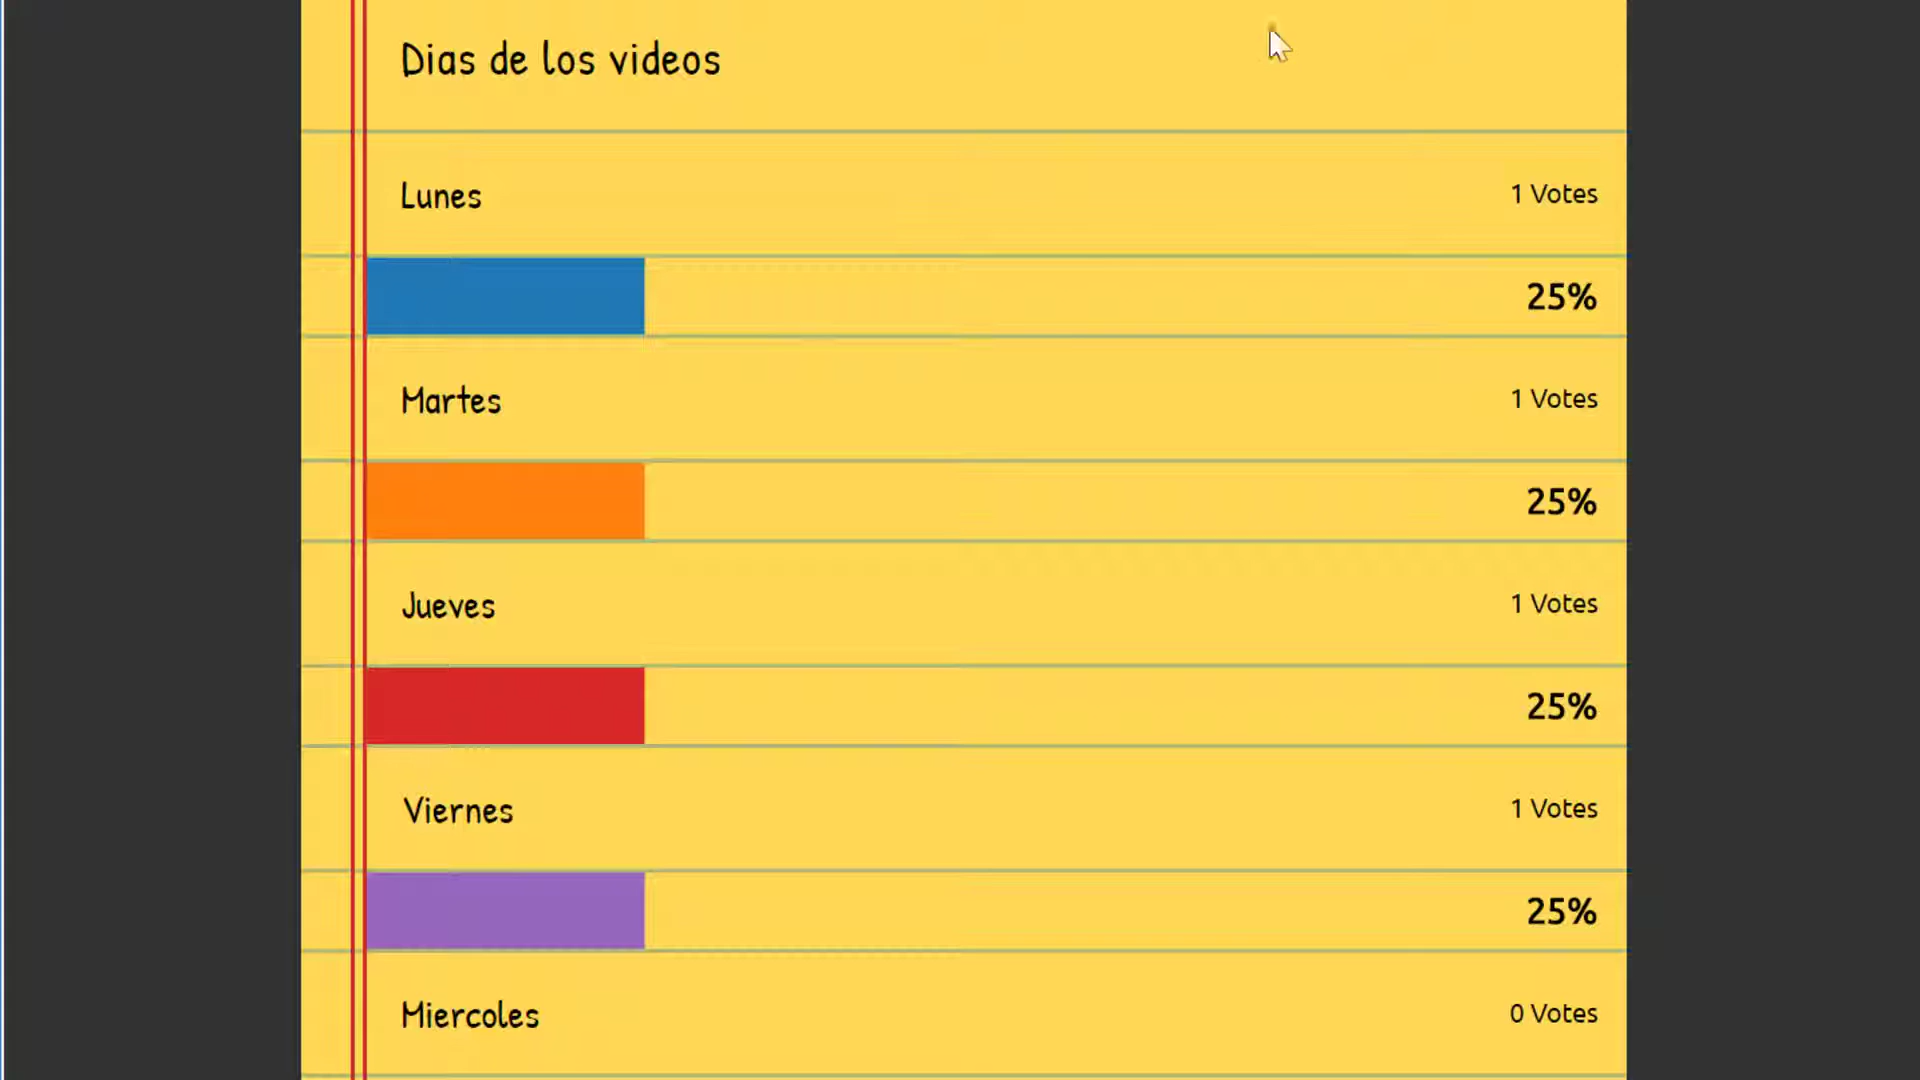 Dias de los videos
Lunes 1 Votes
25%
Martes 1 Votes
25%
Jueves 1 Votes
25%
Viernes 1 Votes
25%
Miercoles 0 Votes